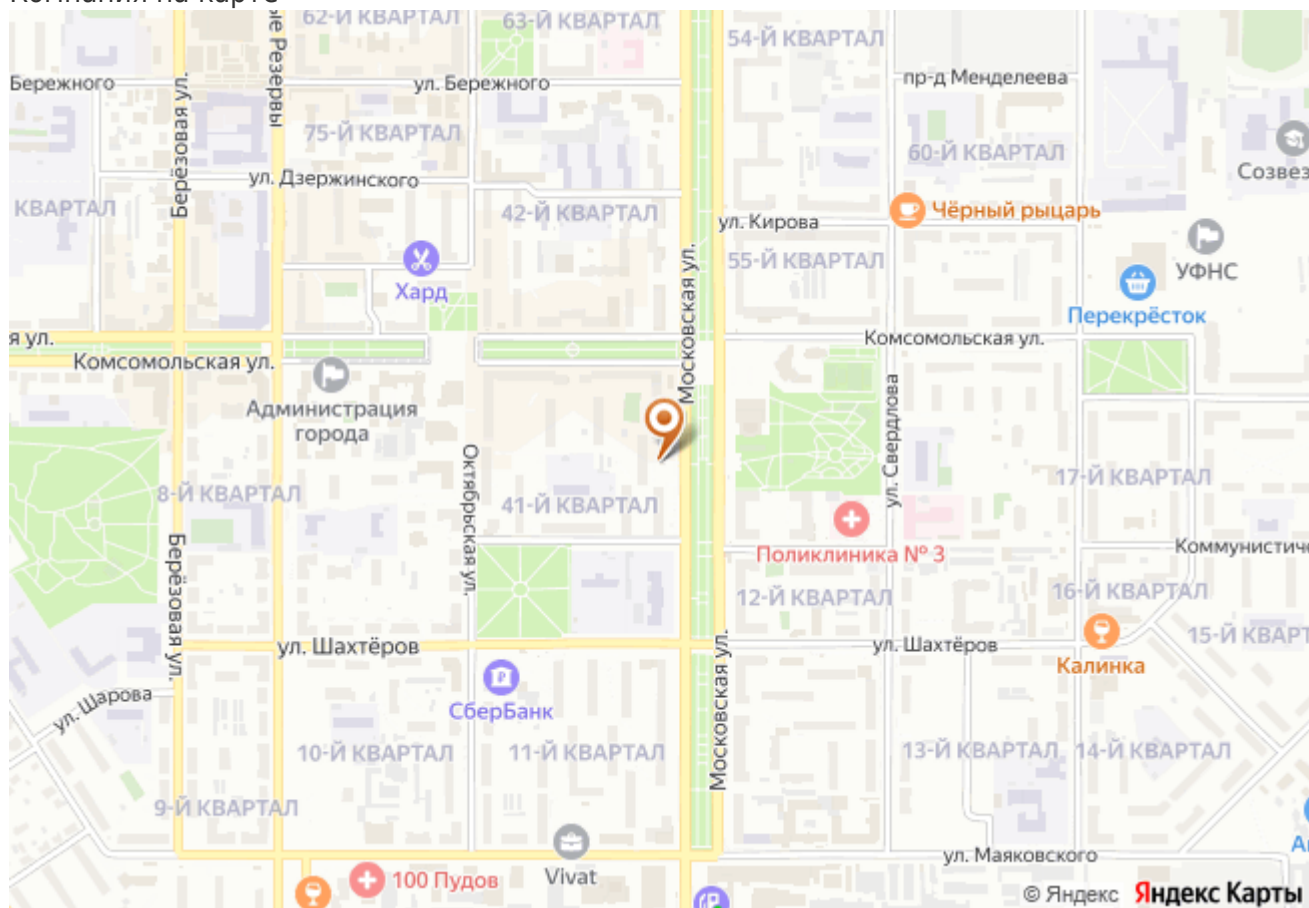 62-Й КВАРТАЛ
63-Й КВАРТАЛ
54-Й КВАРТАЛ
ые Резервы
Бережного
ул. Бережного
пр-д Менделеева
75-Й КВАРТАЛ
60-Й КВАРТАЛ
Берёзовая ул.
ул. Дзержинского
Созвез
КВАРТАЛ
42-Й КВАРТАЛ
ул. Кирова
Чёрный рыцарь
55-Й КВАРТАЛ
УФНС
Хард
Московская ул.
Перекрёсток
я ул.
Комсомольская ул.
Комсомольская ул.
Администрация
города
ул. Свердлова
Октябрьская ул.
8-Й КВАРТАЛ
41-Й КВАРТАЛ
17-Й КВАРТАЛ
Поликлиника № 3
Коммунистиче
Берёзовая ул.
12-Й КВАРТАЛ
16-Й КВАРТАЛ
15-Й КВАРТ
ул. Шахтёров
ул. Шахтёров
Калинка
ул. Шарова
СберБанк
Московская ул.
10-Й КВАРТАЛ
11-Й КВАРТАЛ
13-Й КВАРТАЛ
14-Й КВАРТАЛ
9-Й КВАРТАЛ
ул. Маяковского
100 Пудов
Vivat
© Яндекс Яндекс Карты